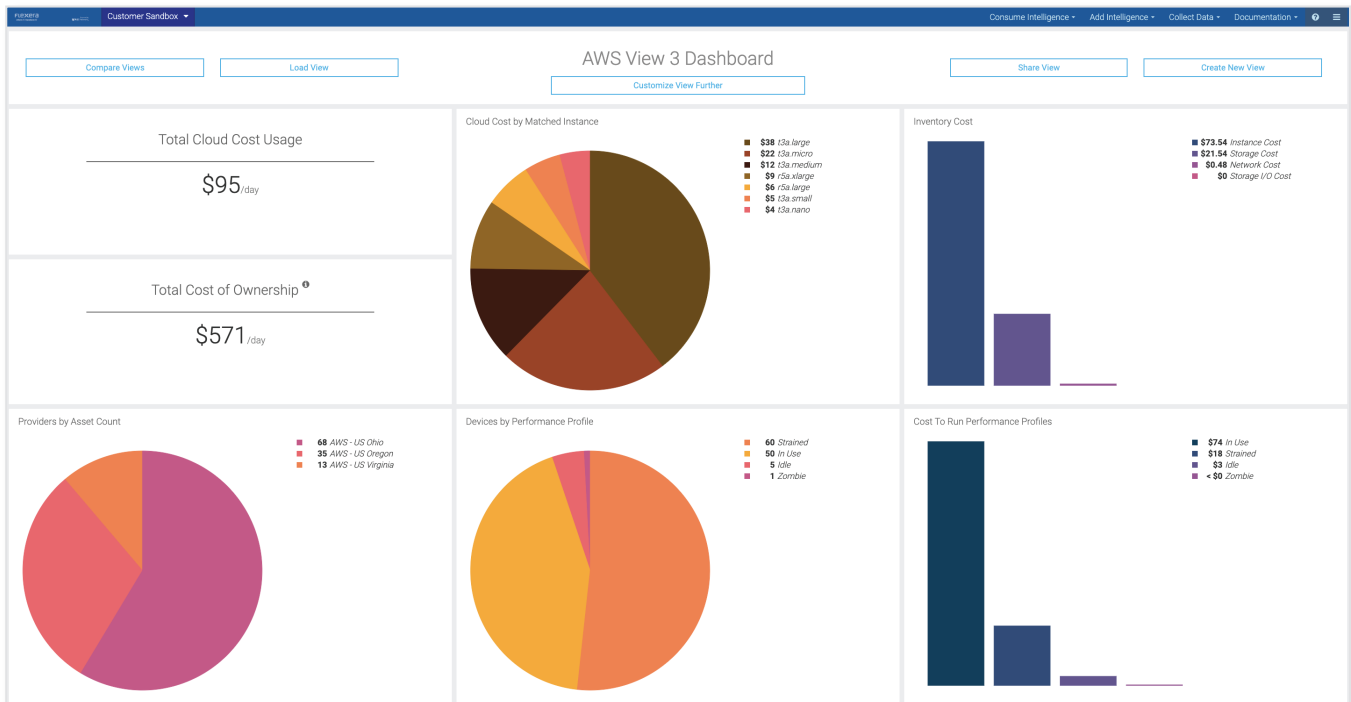 FLEXERA
Customer Sandbox
Consume Intelligence
Add Intelligence
Collect Data
Documentation
Compare Views
Load View
AWS View 3 Dashboard
Customize View Further
Share View
Create New View
Total Cloud Cost Usage
$95/day
Total Cost of Ownership
$571/day
Cloud Cost by Matched Instance
$38 t3a.large
$22 t3a.micro
$12 t3a.medium
$9 r5a.xlarge
$6 r5a.large
$5 t3a.small
$4 t3a.nano
Inventory Cost
$73.54 Instance Cost
$21.54 Storage Cost
$0.48 Network Cost
$0 Storage I/O Cost
Providers by Asset Count
68 AWS - US Ohio
35 AWS - US Oregon
13 AWS - US Virginia
Devices by Performance Profile
60 Strained
50 In Use
5 Idle
1 Zombie
Cost To Run Performance Profiles
$74 In Use
$18 Strained
$3 Idle
< $0 Zombie